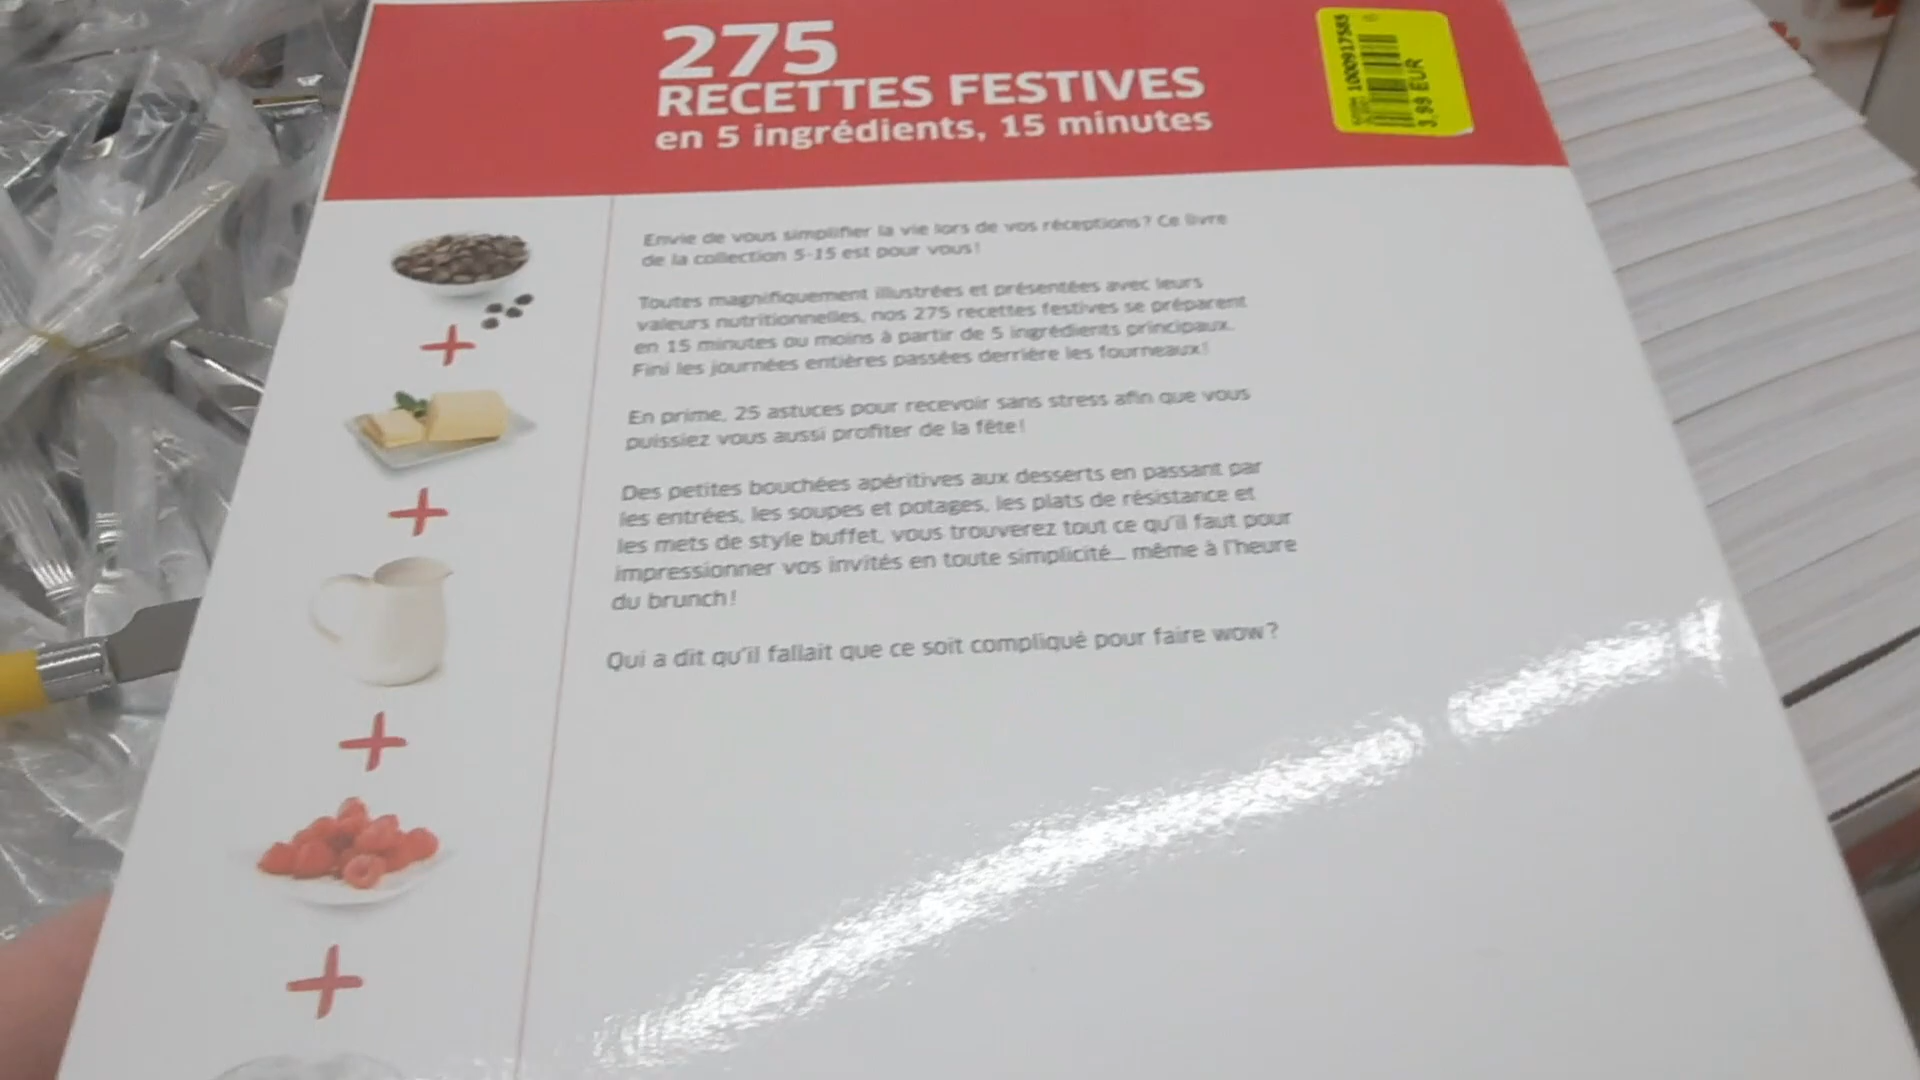 275
RECETTES FESTIVES
en 5 ingrédients, 15 minutes
1000917585
3,99 EUR
Envie de vous simplifier la vie lors de vos réceptions? Ce livre
de la collection 5-15 est pour vous!
Toutes magnifiquement illustrées et présentées avec leurs
valeurs nutritionnelles, nos 275 recettes festives se préparent
en 15 minutes ou moins à partir de 5 ingrédients principaux.
Fini les journées entières passées derrière les fourneaux!
En prime, 25 astuces pour recevoir sans stress afin que vous
puissiez vous aussi profiter de la fête!
Des petites bouchées apéritives aux desserts en passant par
les entrées, les soupes et potages, les plats de résistance et
les mets de style buffet, vous trouverez tout ce qu'il faut pour
impressionner vos invités en toute simplicité... même à l'heure
du brunch!
Qui a dit qu'il fallait que ce soit compliqué pour faire wow?